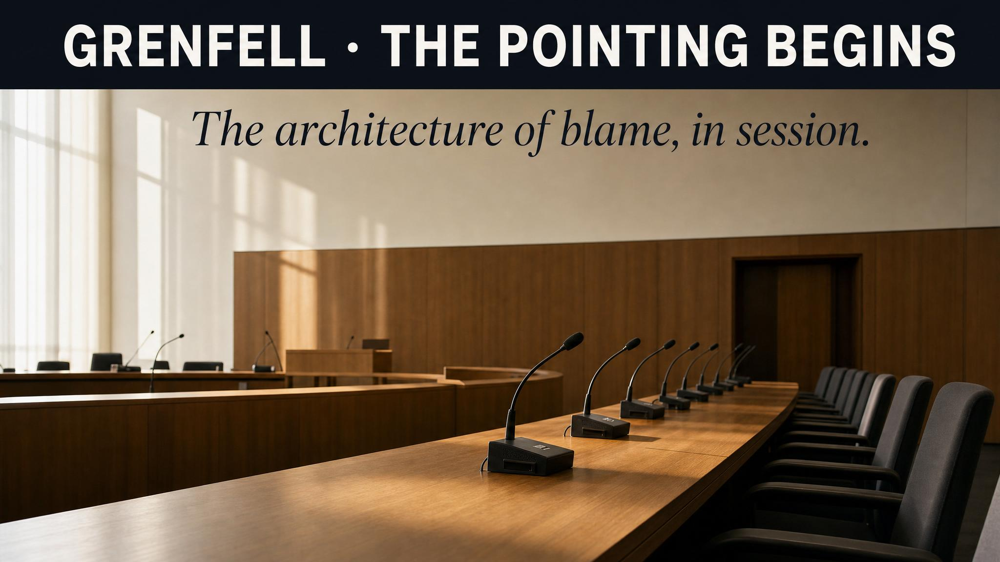 GRENFELL · THE POINTING BEGINS
The architecture of blame, in session.